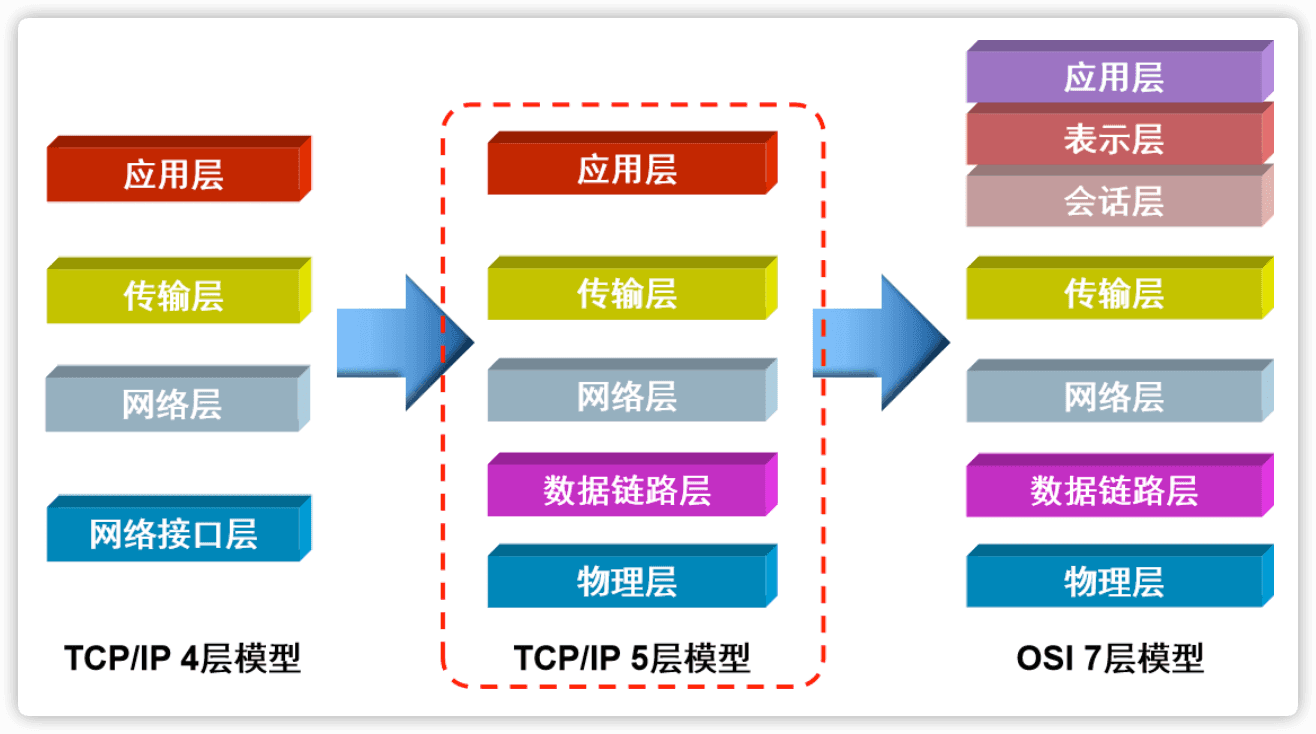 应用层
传输层
网络层
网络接口层
TCP/IP 4层模型
应用层
传输层
网络层
数据链路层
物理层
TCP/IP 5层模型
应用层
表示层
会话层
传输层
网络层
数据链路层
物理层
OSI 7层模型